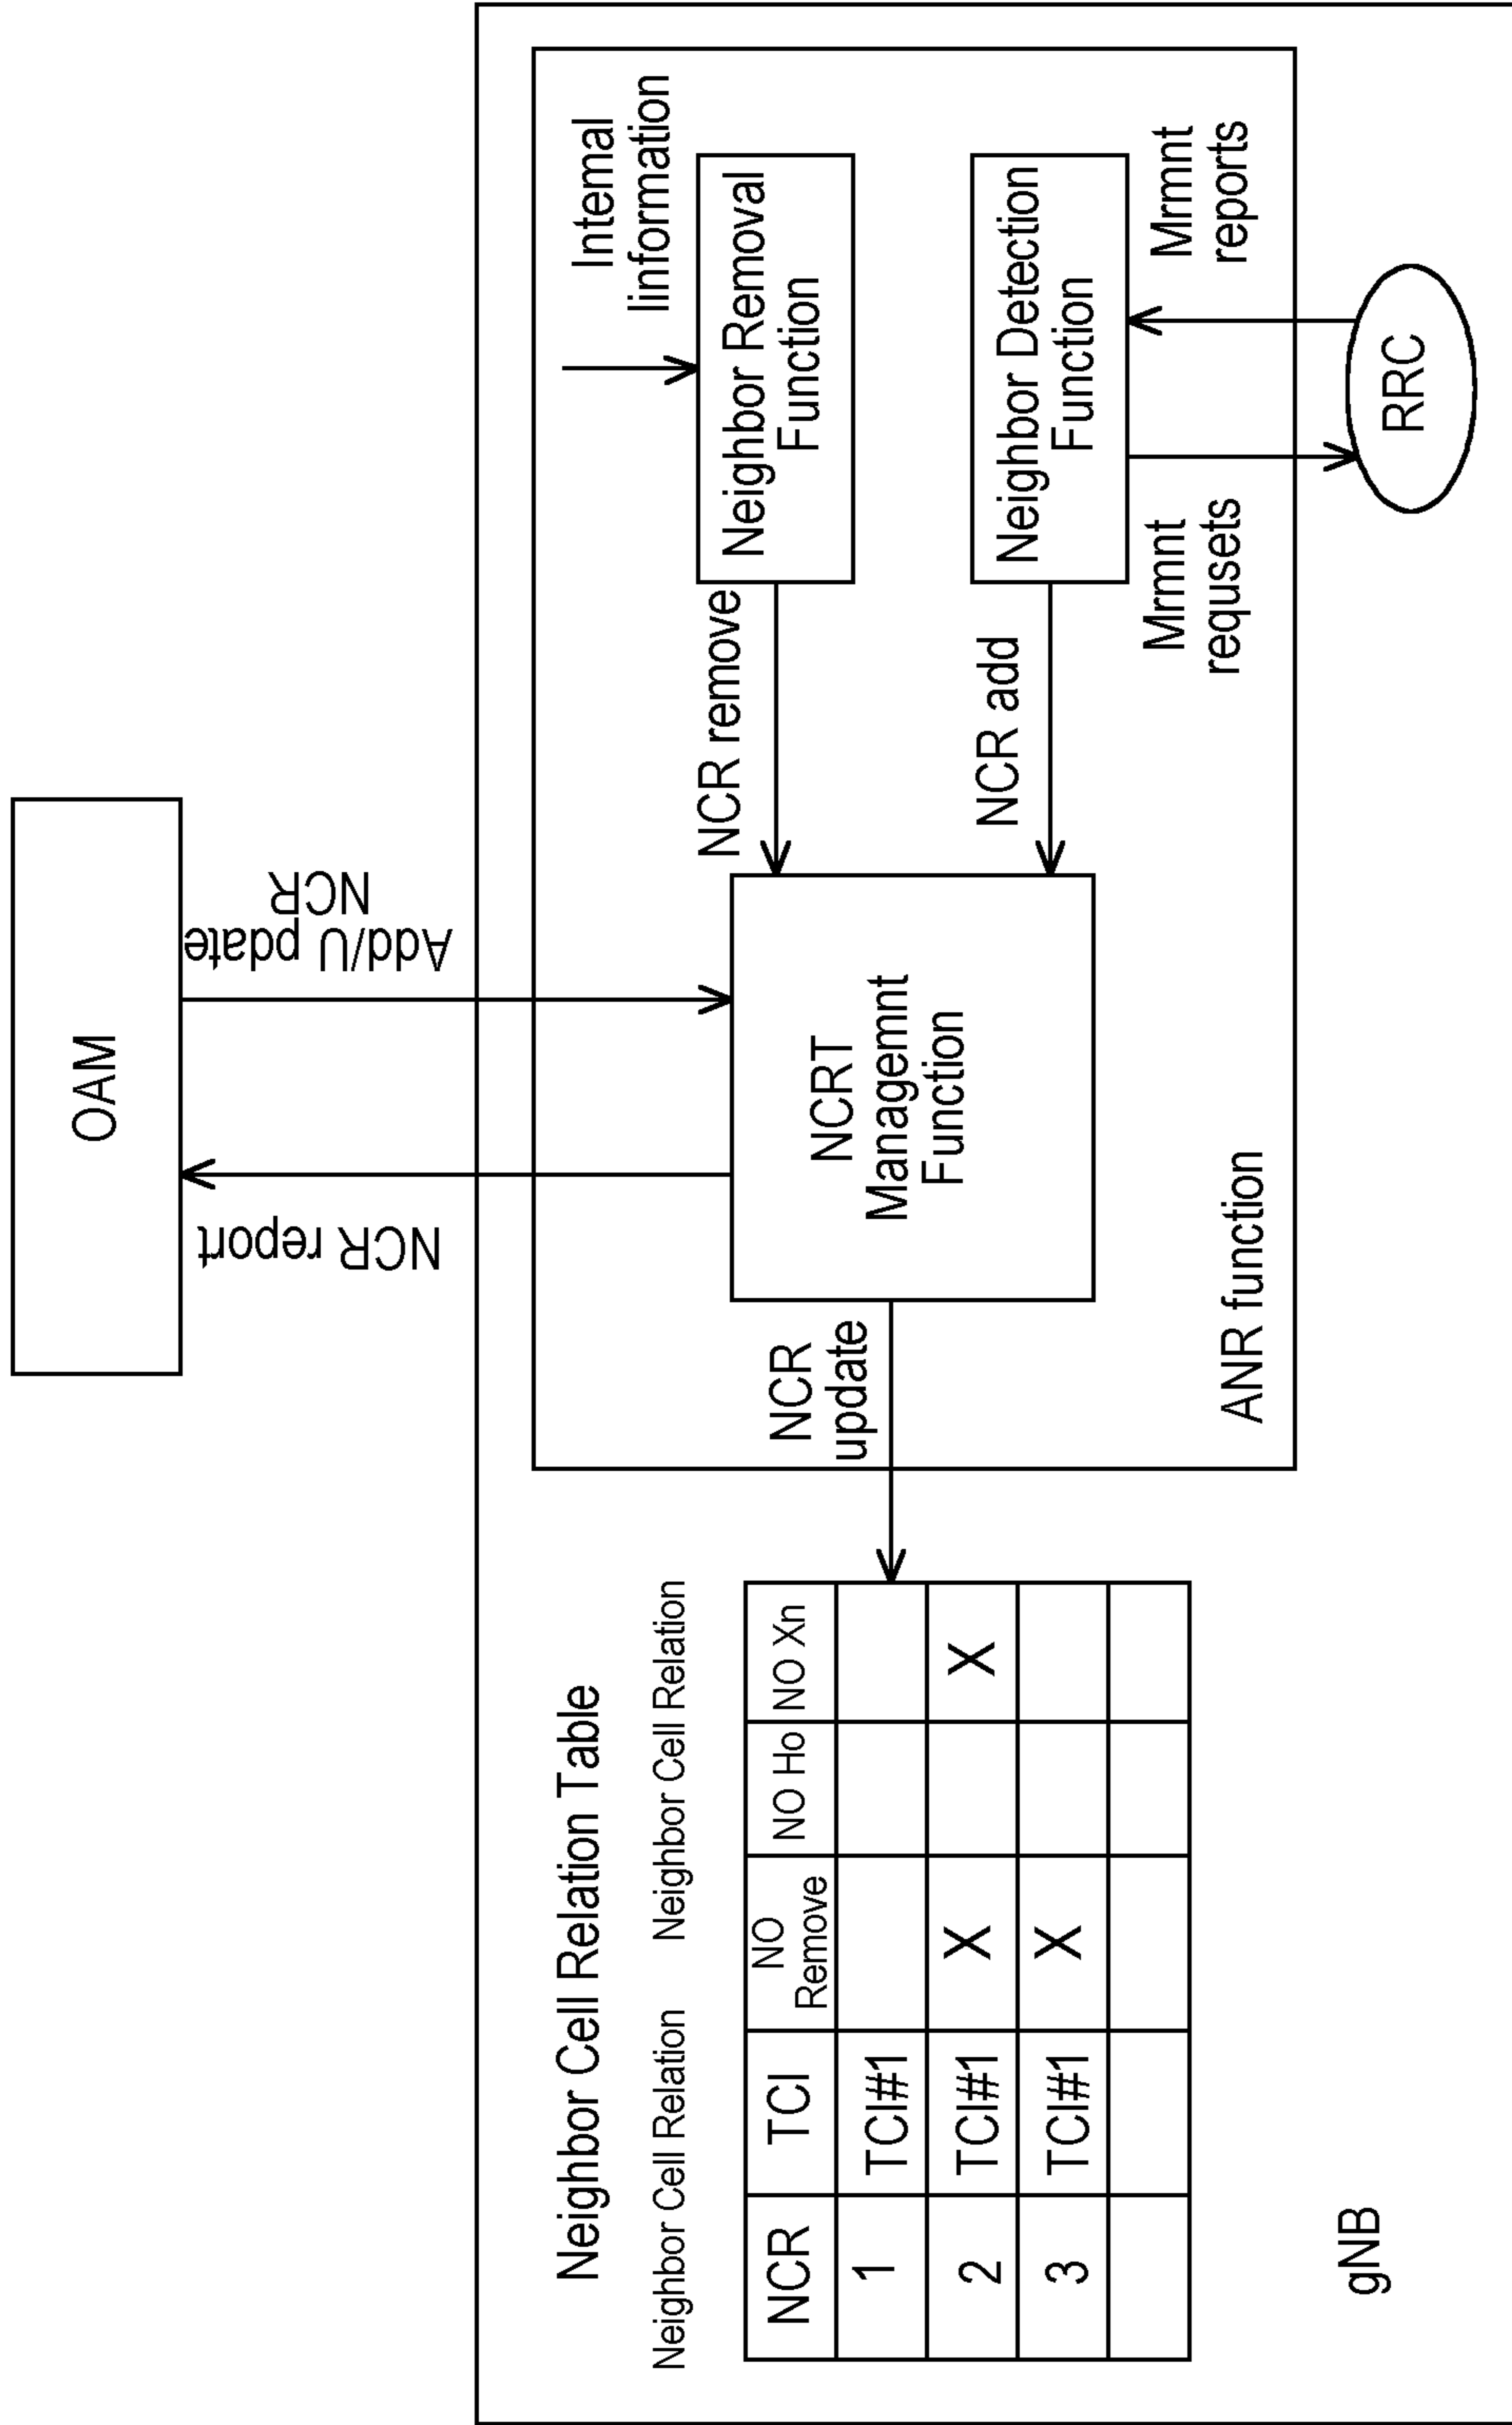 OAM
NCR report
Add/U pdate
NCR
Neighbor Cell Relation Table
Neighbor Cell Relation
Neighbor Cell Relation
NCR
TCI
NO
Remove
NO Ho
NO Xn
1
TCI#1
2
TCI#1
X
X
3
TCI#1
X
gNB
NCR
update
NCRT
Managemnt
Function
ANR function
NCR remove
NCR add
Internal
Iinformation
Neighbor Removal
Function
Neighbor Detection
Function
Mrmnt
requsets
Mrmnt
reports
RRC